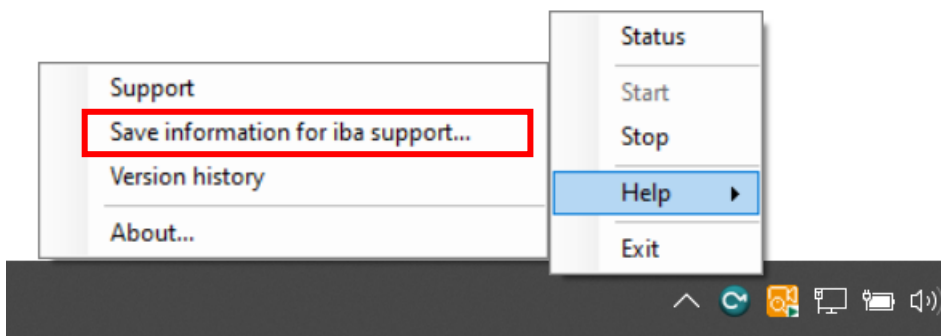 Status
Start
Stop
Help
Exit
Support
Save information for iba support...
Version history
About...